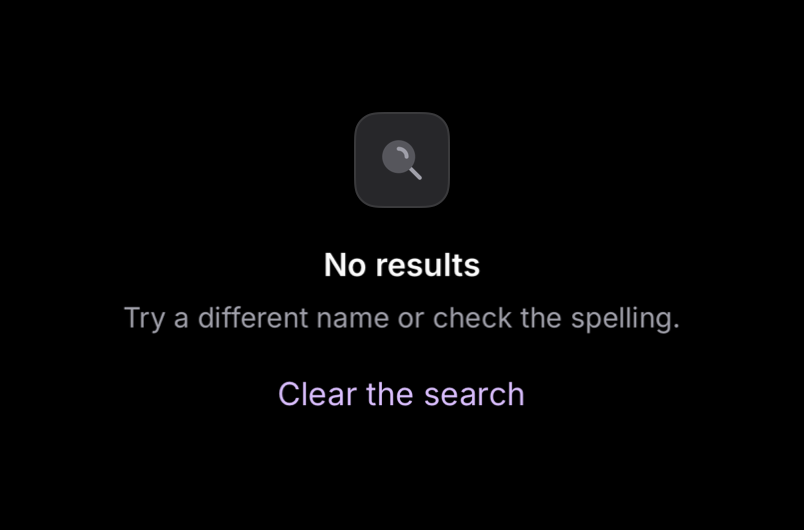 No results
Try a different name or check the spelling.
Clear the search